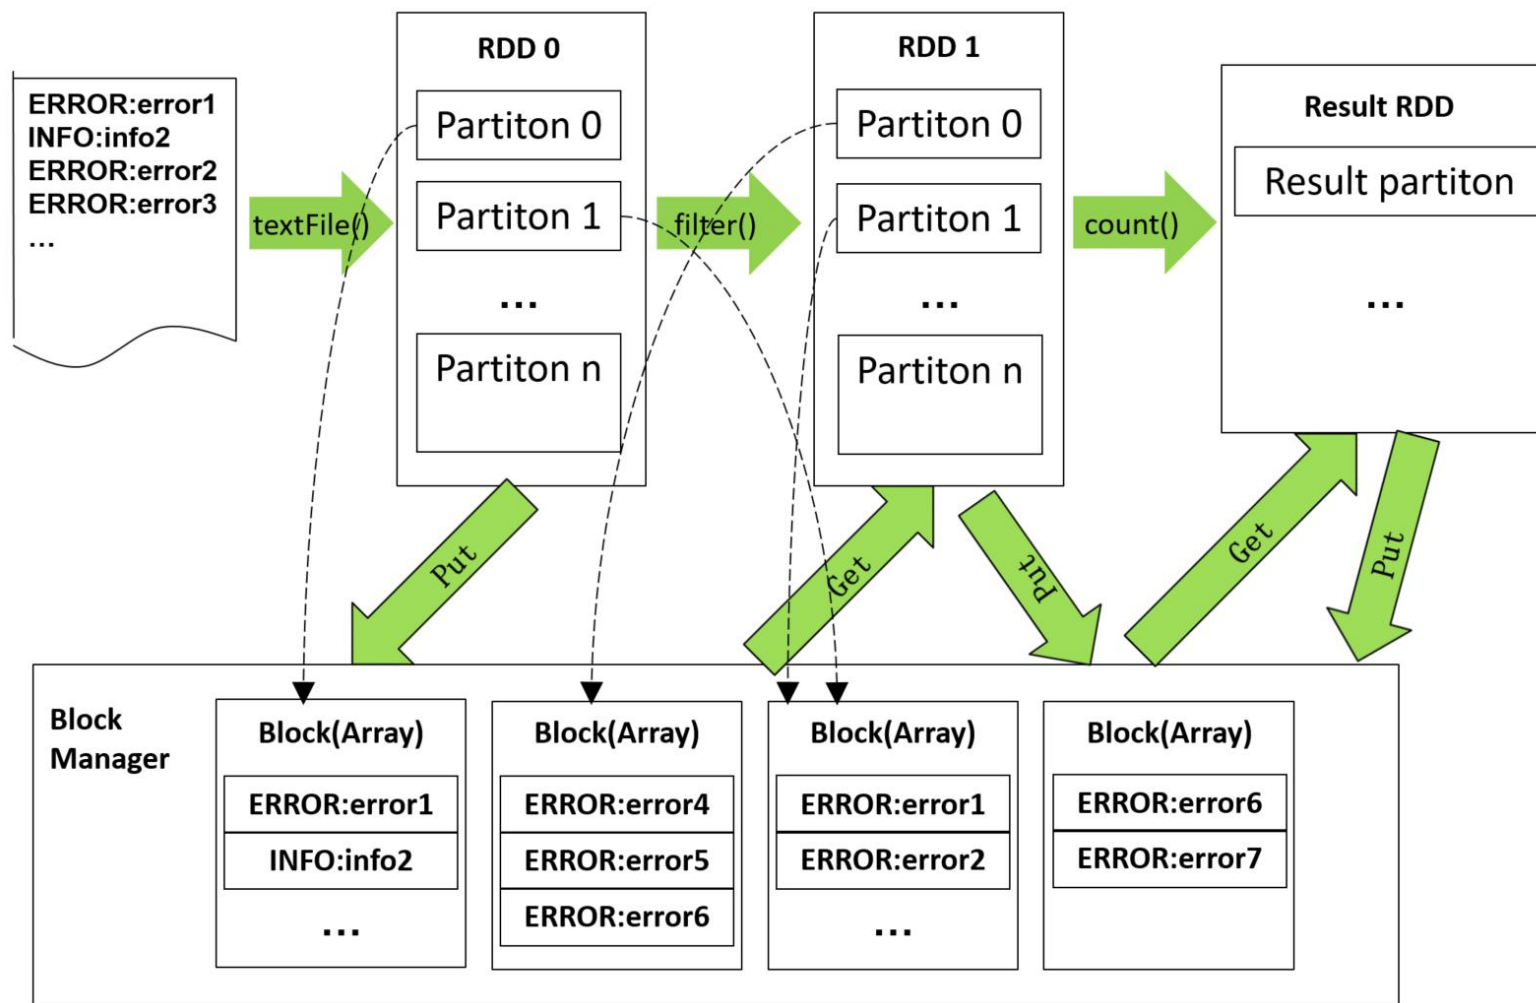 ERROR:error1
INFO:info2
ERROR:error2
ERROR:error3
...
textFile()
RDD 0
Partiton 0
Partiton 1
...
Partiton n
filter()
RDD 1
Partiton 0
Partiton 1
...
Partiton n
count()
Result RDD
Result partiton
...
Put
Get
Put
Get
Put
Block
Manager
Block(Array)
ERROR:error1
INFO:info2
...
Block(Array)
ERROR:error4
ERROR:error5
ERROR:error6
Block(Array)
ERROR:error1
ERROR:error2
...
Block(Array)
ERROR:error6
ERROR:error7